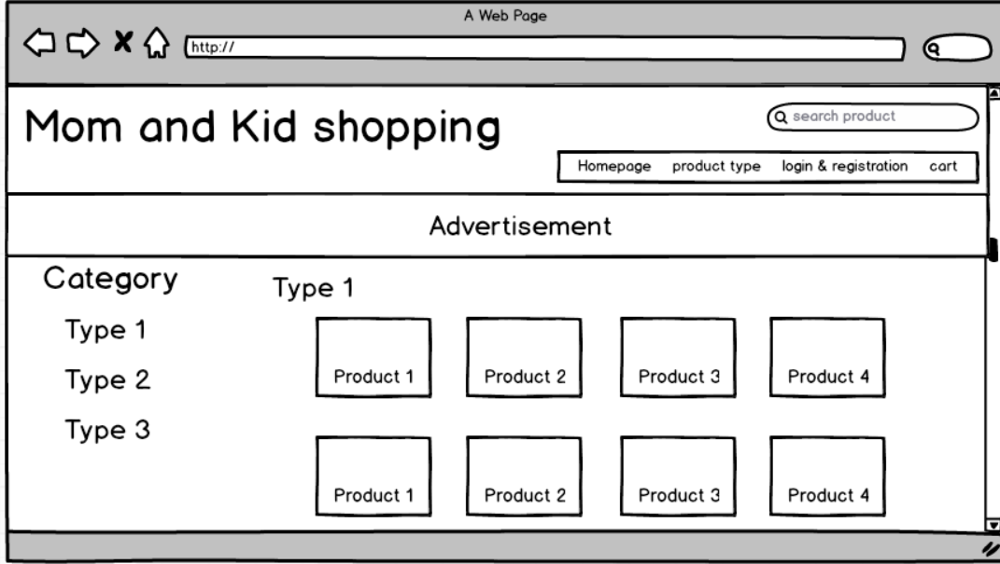 A Web Page
http://
Mom and Kid shopping
search product
Homepage product type login & registration cart
Advertisement
Category
Type 1
Type 2
Type 3
Type 1
Product 1 Product 2 Product 3 Product 4
Product 1 Product 2 Product 3 Product 4